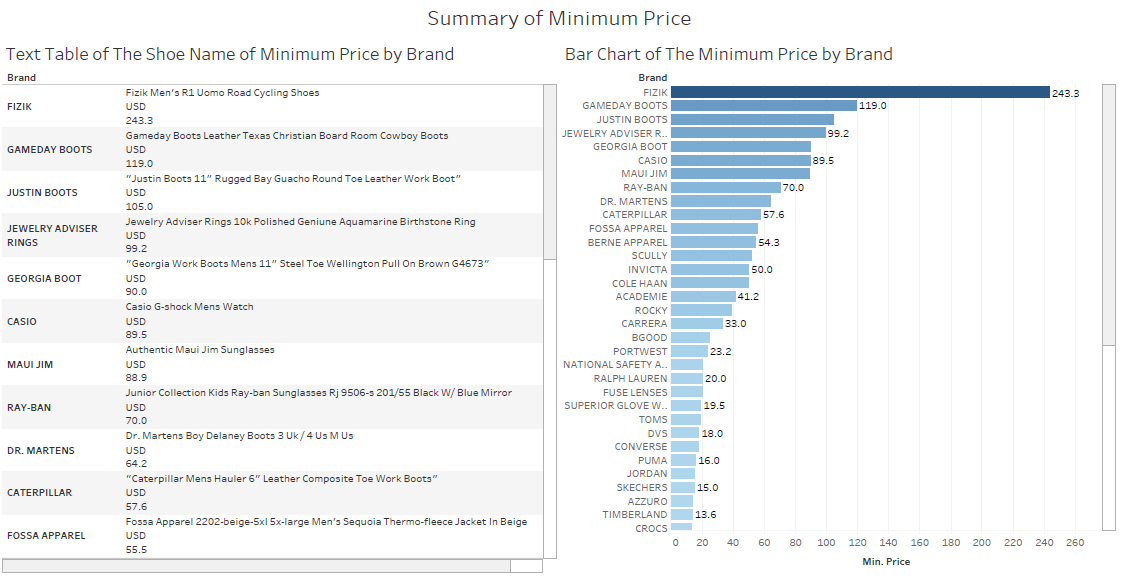 Summary of Minimum Price
Text Table of The Shoe Name of Minimum Price by Brand
Brand
FIZIK
Fizik Men's R1 Uomo Road Cycling Shoes
USD
243.3
GAMEDAY BOOTS
Gameday Boots Leather Texas Christian Board Room Cowboy Boots
USD
119.0
JUSTIN BOOTS
"Justin Boots 11" Rugged Bay Guacho Round Toe Leather Work Boot"
USD
105.0
JEWELRY ADVISER
RINGS
Jewelry Adviser Rings 10k Polished Geniune Aquamarine Birthstone Ring
USD
99.2
GEORGIA BOOT
"Georgia Work Boots Mens 11" Steel Toe Wellington Pull On Brown G4673"
USD
90.0
CASIO
Casio G-shock Mens Watch
USD
89.5
MAUI JIM
Authentic Maui Jim Sunglasses
USD
88.9
RAY-BAN
Junior Collection Kids Ray-ban Sunglasses Rj 9506-s 201/55 Black W/ Blue Mirror
USD
70.0
DR. MARTENS
Dr. Martens Boy Delaney Boots 3 Uk / 4 Us M Us
USD
64.2
CATERPILLAR
"Caterpillar Mens Hauler 6" Leather Composite Toe Work Boots"
USD
57.6
FOSSA APPAREL
Fossa Apparel 2202-beige-5xl 5x-large Men's Sequoia Thermo-fleece Jacket In Beige
USD
55.5
Bar Chart of The Minimum Price by Brand
Brand
FIZIK 243.3
GAMEDAY BOOTS 119.0
JUSTIN BOOTS
JEWELRY ADVISER R.. 99.2
GEORGIA BOOT
CASIO 89.5
MAUI JIM
RAY-BAN 70.0
DR. MARTENS
CATERPILLAR 57.6
FOSSA APPAREL
BERNE APPAREL 54.3
SCULLY
INVICTA 50.0
COLE HAAN
ACADEMIE 41.2
ROCKY
CARRERA 33.0
BGOOD
PORTWEST 23.2
NATIONAL SAFETY A..
RALPH LAUREN 20.0
FUSE LENSES
SUPERIOR GLOVE W.. 19.5
TOMS
DVS 18.0
CONVERSE
PUMA 16.0
JORDAN
SKECHERS 15.0
AZZURO
TIMBERLAND 13.6
CROCS
0 20 40 60 80 100 120 140 160 180 200 220 240 260
Min. Price